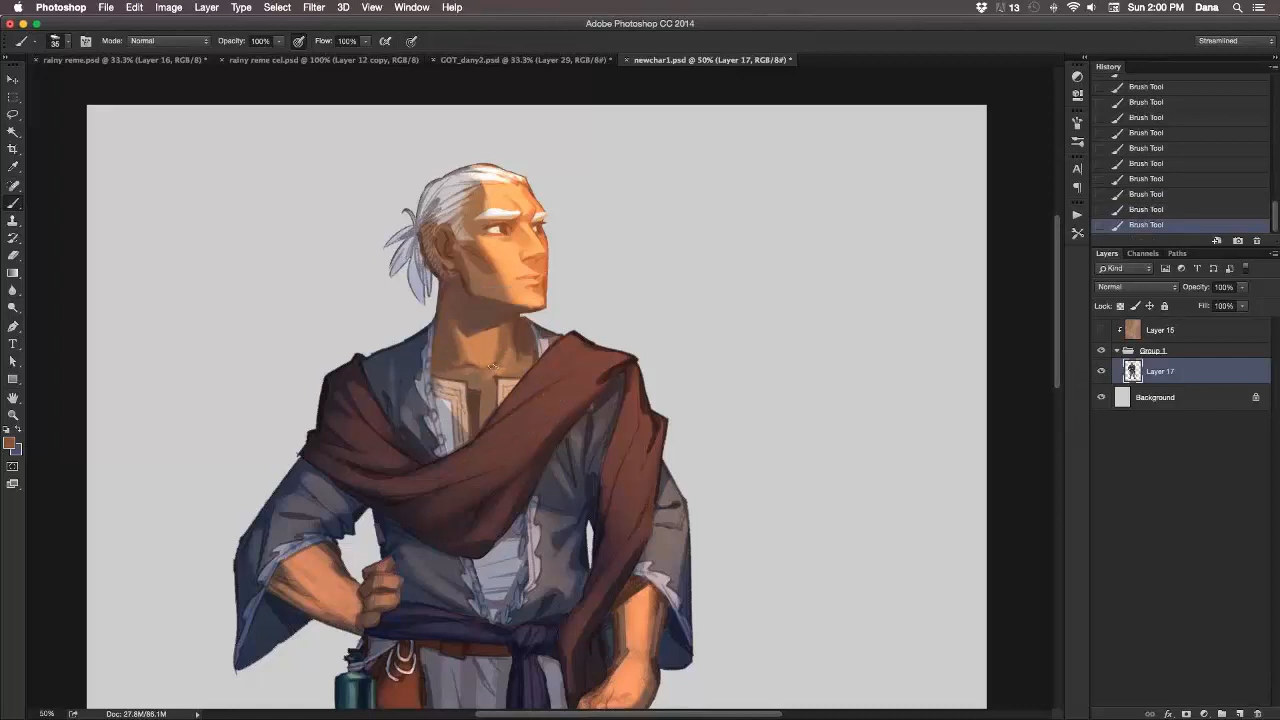 Photoshop File Edit Image Layer Type Select Filter 3D View Window Help 13 Sun 2:00 PM Dana
Adobe Photoshop CC 2014
35 Mode: Normal Opacity: 100% Flow: 100% Streamlined
× rainy reme.psd @ 33.3% (Layer 16, RGB/8) * × rainy reme cel.psd @ 100% (Layer 12 copy, RGB/8) × GOT_dany2.psd @ 33.3% (Layer 29, RGB/8#) * × newchar1.psd @ 50% (Layer 17, RGB/8#) *
History
Brush Tool
Brush Tool
Brush Tool
Brush Tool
Brush Tool
Brush Tool
Brush Tool
Brush Tool
Brush Tool
Brush Tool
Layers Channels Paths
Kind
Normal Opacity: 100%
Lock: Fill: 100%
Layer 15
Group 1
Layer 17
Background
50% Doc: 27.8M/86.1M